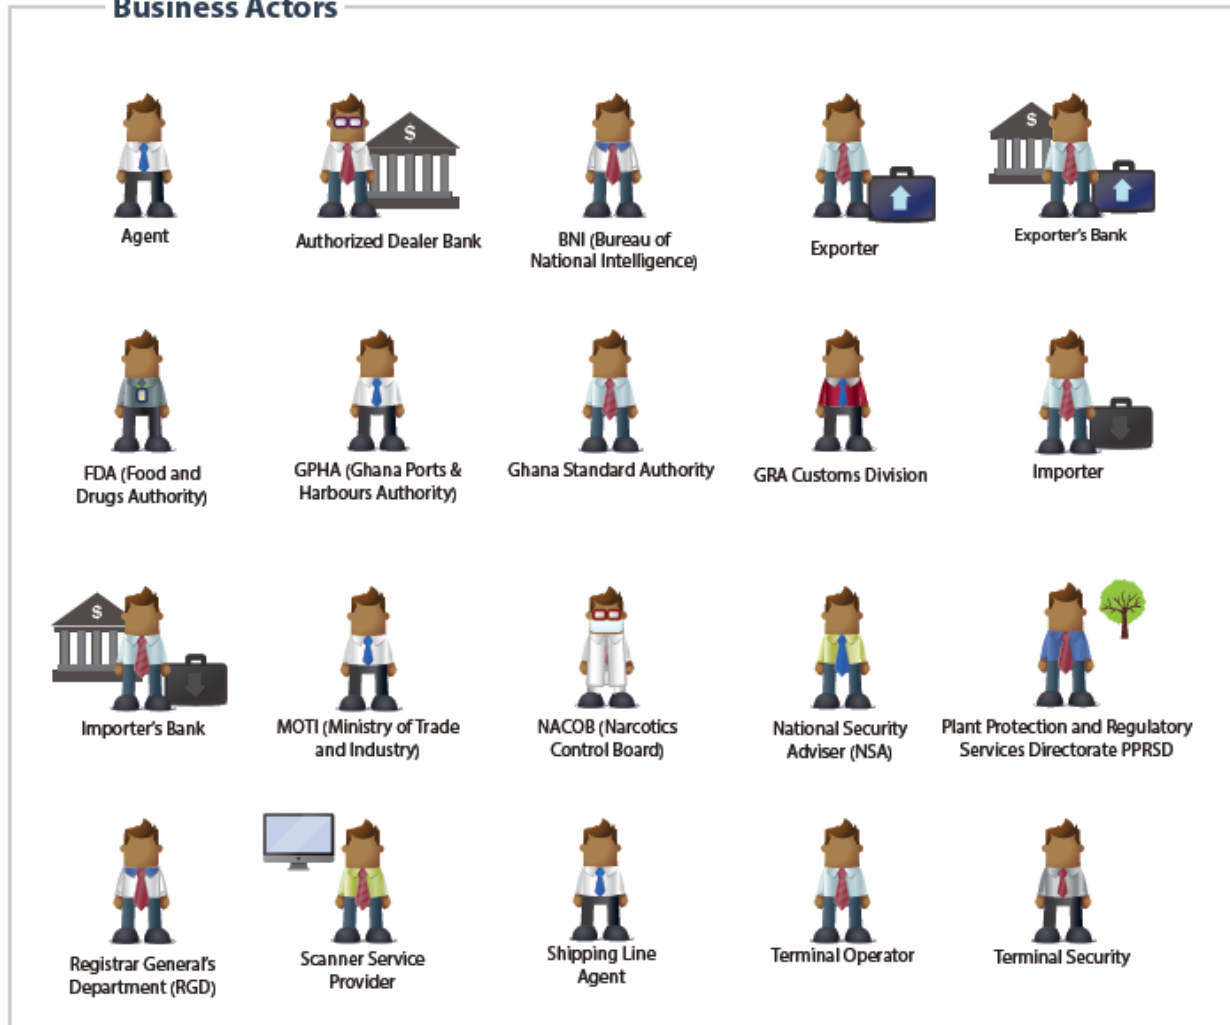 Business Actors
$
$
Agent
Authorized Dealer Bank
BNI (Bureau of
National Intelligence)
Exporter
Exporter's Bank
FDA (Food and
Drugs Authority)
GPHA (Ghana Ports &
Harbours Authority)
Ghana Standard Authority
GRA Customs Division
Importer
$
Importer's Bank
MOTI (Ministry of Trade
and Industry)
NACOB (Narcotics
Control Board)
National Security
Adviser (NSA)
Plant Protection and Regulatory
Services Directorate PPRSD
Registrar General's
Department (RGD)
Scanner Service
Provider
Shipping Line
Agent
Terminal Operator
Terminal Security